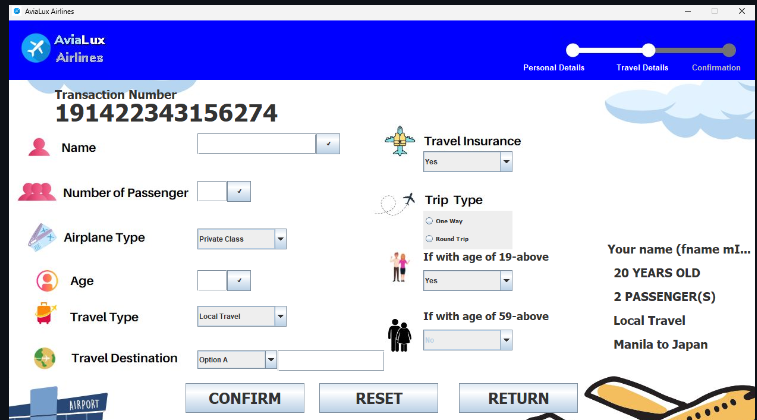 AviaLux Airlines
AviaLux
Airlines
Personal Details
Travel Details
Confirmation
Transaction Number
191422343156274
Name
Number of Passenger
Airplane Type
Private Class
Age
Travel Type
Local Travel
Travel Destination
Option A
Travel Insurance
Yes
Trip Type
One Way
Round Trip
If with age of 19-above
Yes
If with age of 59-above
No
Your name (fname mI...
20 YEARS OLD
2 PASSENGER(S)
Local Travel
Manila to Japan
AIRPORT
CONFIRM
RESET
RETURN